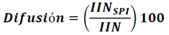 Difusión = (IIN_SPI / IIN) 100